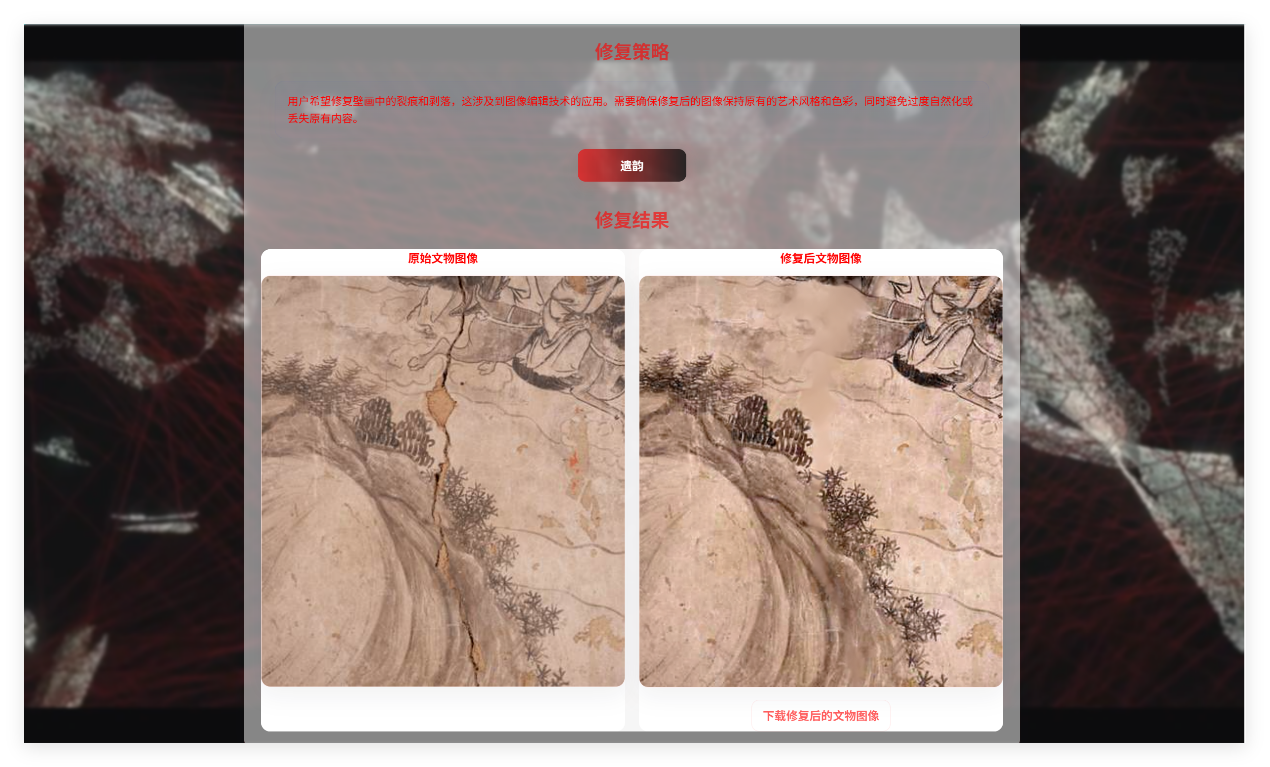 修复策略
用户希望修复壁画中的裂痕和剥落，这涉及到图像编辑技术的应用。需要确保修复后的图像保持原有的艺术风格和色彩，同时避免过度自然化或
丢失原有内容。
遗韵
修复结果
原始文物图像
修复后文物图像
下载修复后的文物图像